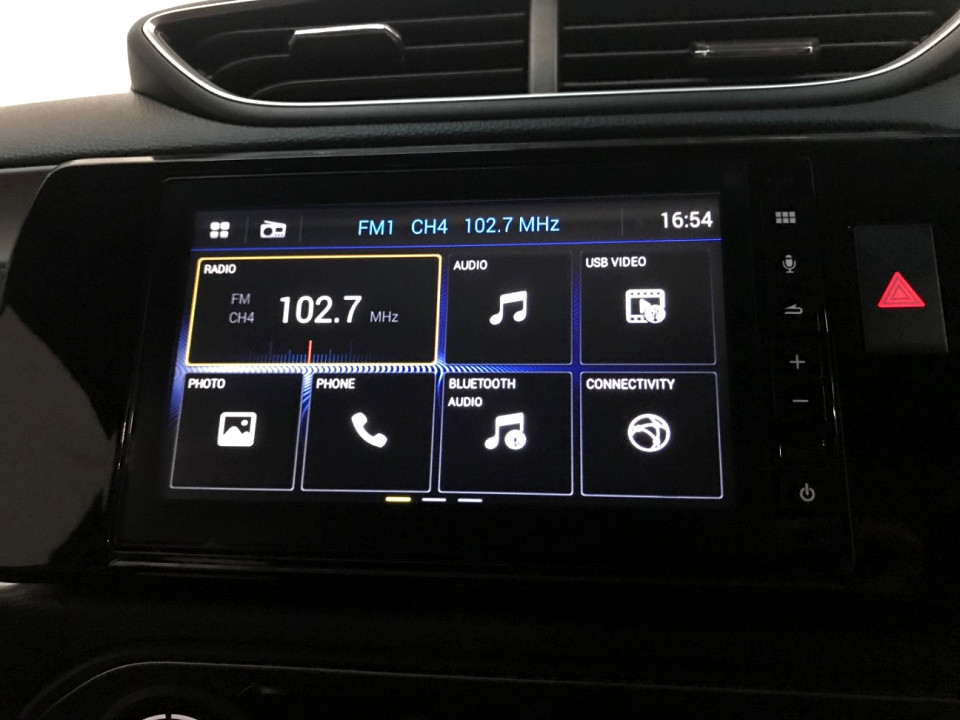 FM1 CH4 102.7 MHz
16:54
RADIO
FM
CH4
102.7 MHz
AUDIO
USB VIDEO
PHOTO
PHONE
BLUETOOTH
AUDIO
CONNECTIVITY
+
−